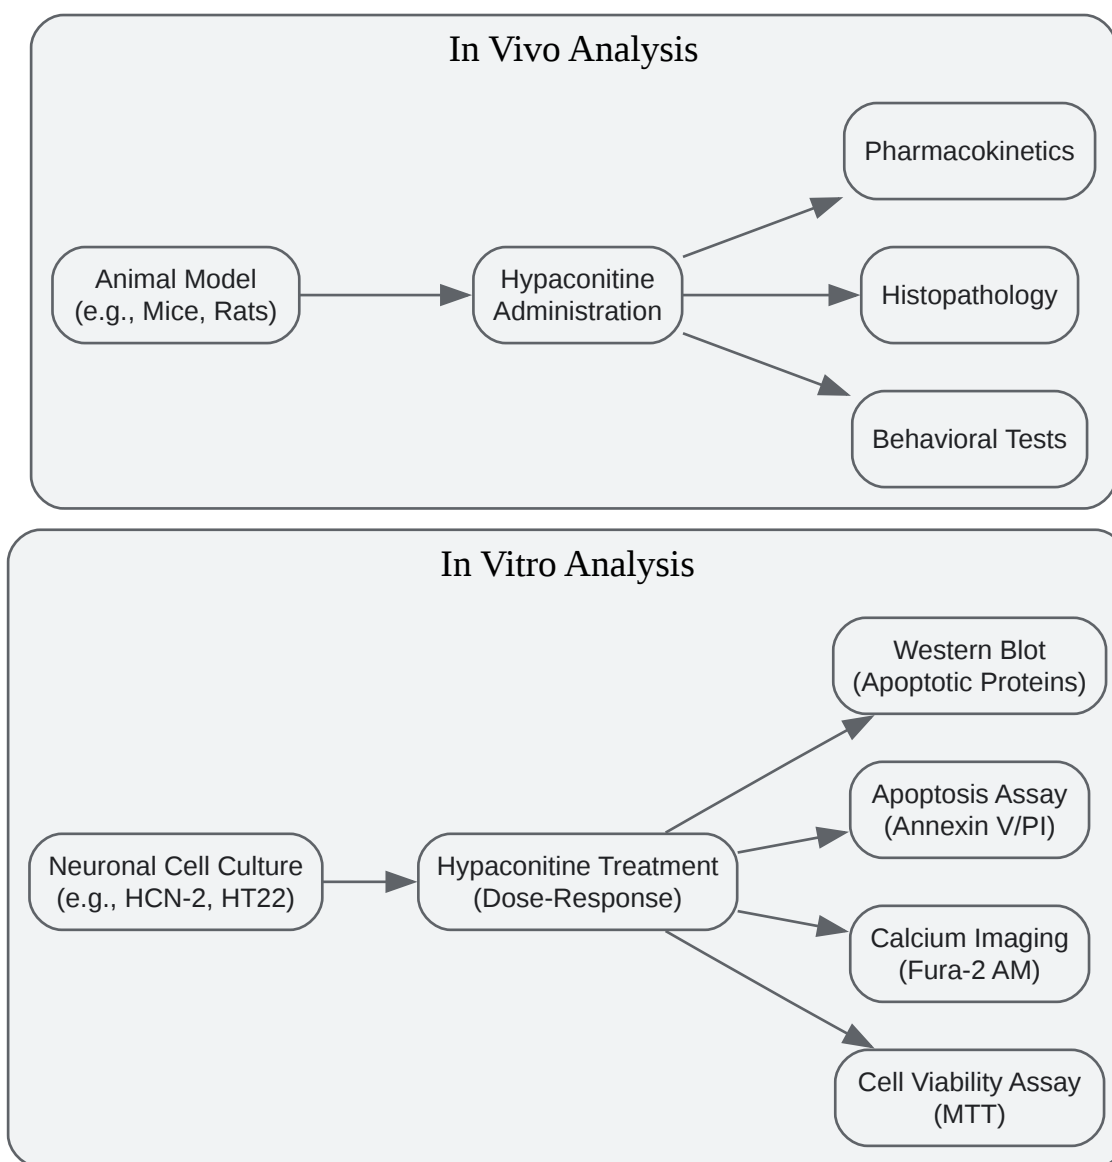 In Vivo Analysis
Pharmacokinetics
Animal Model
(e.g., Mice, Rats)
Hypaconitine
Administration
Histopathology
Behavioral Tests
In Vitro Analysis
Western Blot
(Apoptotic Proteins)
Apoptosis Assay
(Annexin V/PI)
Neuronal Cell Culture
(e.g., HCN-2, HT22)
Hypaconitine Treatment
(Dose-Response)
Calcium Imaging
(Fura-2 AM)
Cell Viability Assay
(MTT)